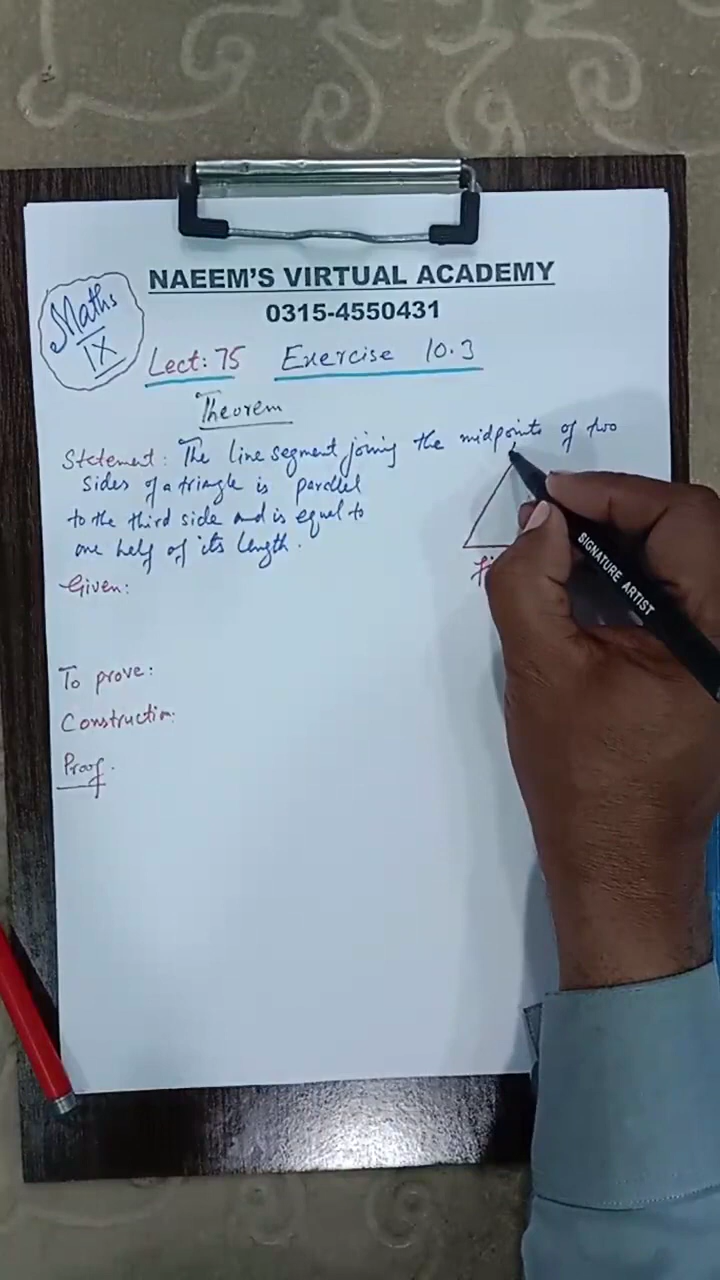 NAEEM'S VIRTUAL ACADEMY
0315-4550431
Maths
IX
Lect: 75 Exercise 10.3
Theorem
Statement: The line segment joining the midpoints of two
sides of a triangle is parallel
to the third side and is equal to
one half of its length.
Given:
To prove:
Construction:
Proof.
SIGNATURE ARTIST